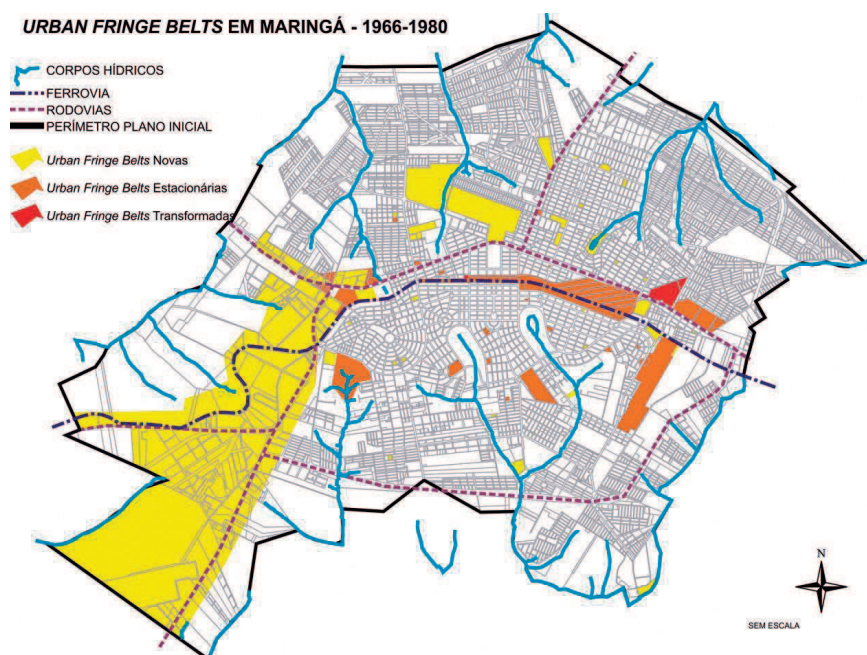 URBAN FRINGE BELTS EM MARINGÁ - 1966-1980
CORPOS HÍDRICOS
FERROVIA
RODOVIAS
PERÍMETRO PLANO INICIAL
Urban Fringe Belts Novas
Urban Fringe Belts Estacionárias
Urban Fringe Belts Transformadas
N
SEM ESCALA